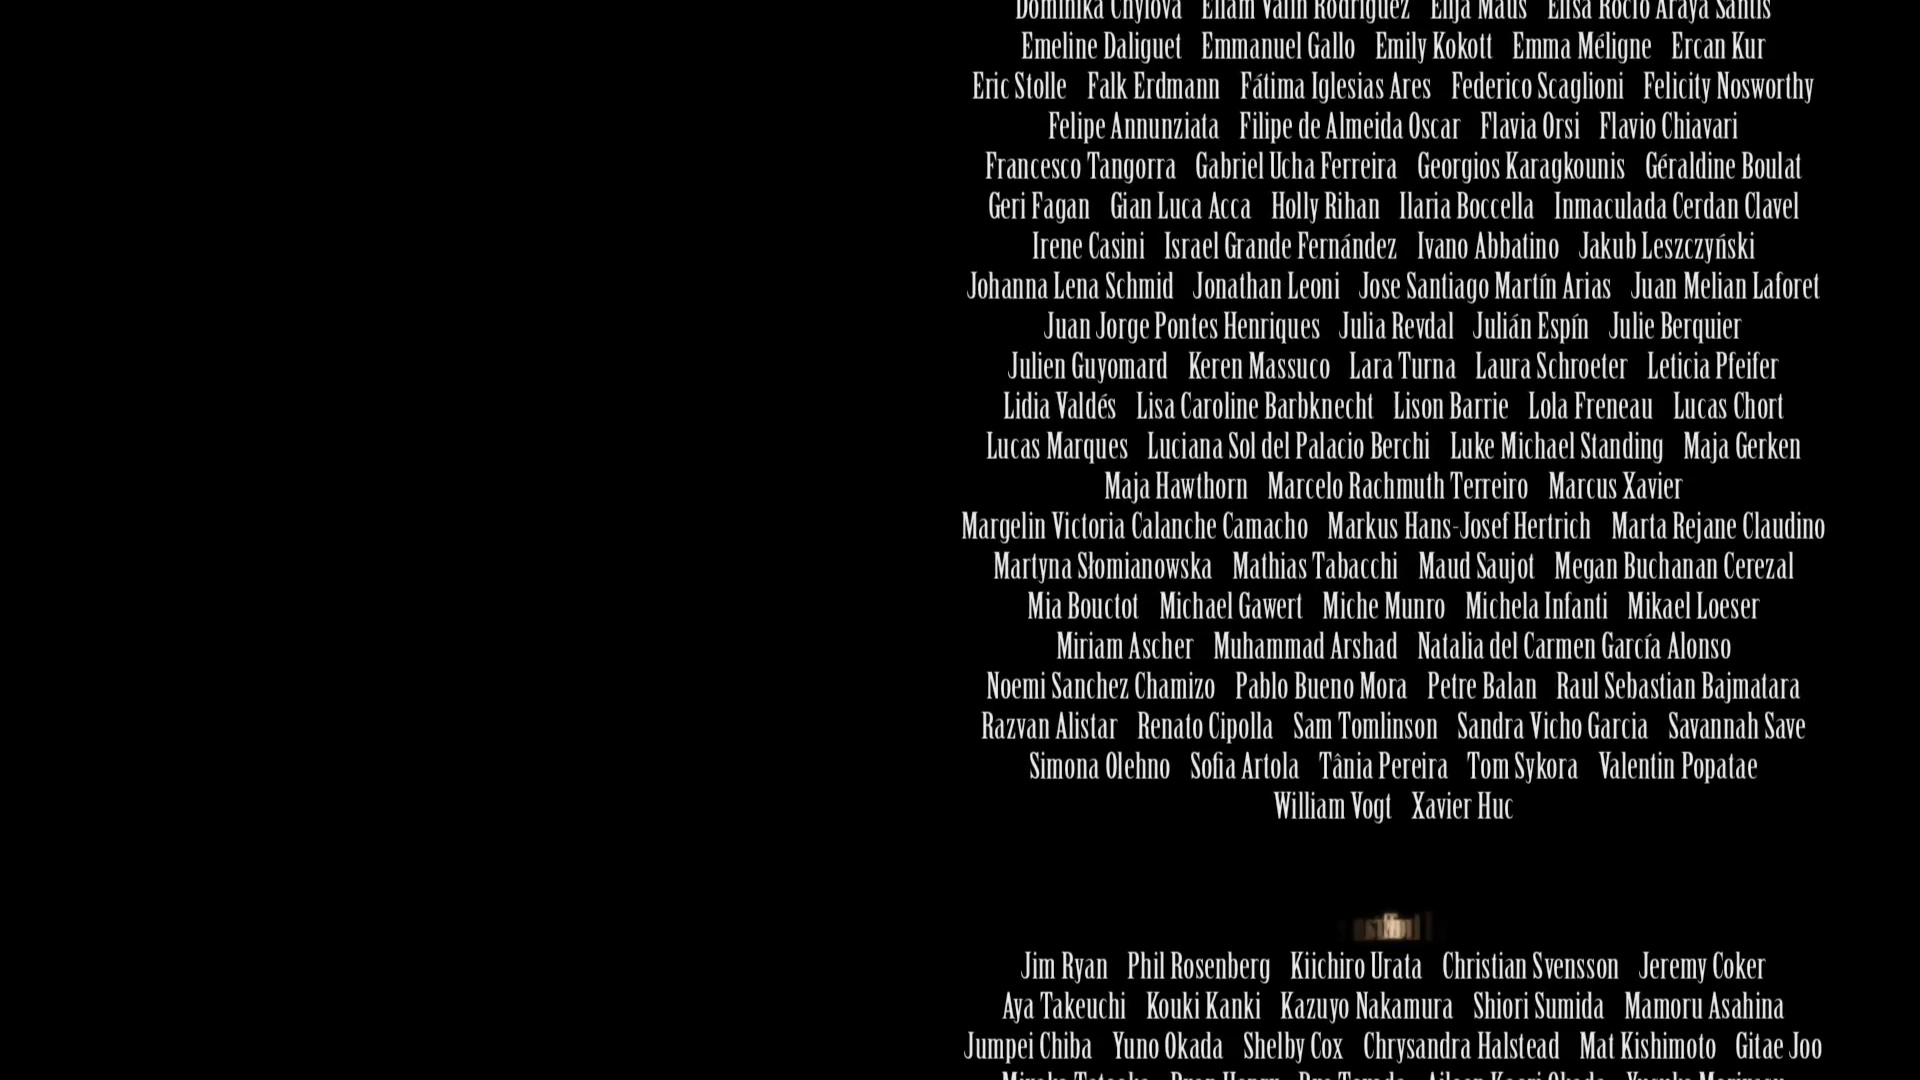 Dominika Chylova Eliam Valin Rodriguez Elija Maus Elisa Rocio Araya Santis
Emeline Daliguet Emmanuel Gallo Emily Kokott Emma Méligne Ercan Kur
Eric Stolle Falk Erdmann Fátima Iglesias Ares Federico Scaglioni Felicity Nosworthy
Felipe Annunziata Filipe de Almeida Oscar Flavia Orsi Flavio Chiavari
Francesco Tangorra Gabriel Ucha Ferreira Georgios Karagkounis Géraldine Boulat
Geri Fagan Gian Luca Acca Holly Rihan Ilaria Boccella Inmaculada Cerdan Clavel
Irene Casini Israel Grande Fernández Ivano Abbatino Jakub Leszczyński
Johanna Lena Schmid Jonathan Leoni Jose Santiago Martín Arias Juan Melian Laforet
Juan Jorge Pontes Henriques Julia Revdal Julián Espín Julie Berquier
Julien Guyomard Keren Massuco Lara Turna Laura Schroeter Leticia Pfeifer
Lidia Valdés Lisa Caroline Barbknecht Lison Barrie Lola Freneau Lucas Chort
Lucas Marques Luciana Sol del Palacio Berchi Luke Michael Standing Maja Gerken
Maja Hawthorn Marcelo Rachmuth Terreiro Marcus Xavier
Margelin Victoria Calanche Camacho Markus Hans-Josef Hertrich Marta Rejane Claudino
Martyna Słomianowska Mathias Tabacchi Maud Saujot Megan Buchanan Cerezal
Mia Bouctot Michael Gawert Miche Munro Michela Infanti Mikael Loeser
Miriam Ascher Muhammad Arshad Natalia del Carmen García Alonso
Noemi Sanchez Chamizo Pablo Bueno Mora Petre Balan Raul Sebastian Bajmatara
Razvan Alistar Renato Cipolla Sam Tomlinson Sandra Vicho Garcia Savannah Save
Simona Olehno Sofia Artola Tânia Pereira Tom Sykora Valentin Popatae
William Vogt Xavier Huc
Jim Ryan Phil Rosenberg Kiichiro Urata Christian Svensson Jeremy Coker
Aya Takeuchi Kouki Kanki Kazuyo Nakamura Shiori Sumida Mamoru Asahina
Jumpei Chiba Yuno Okada Shelby Cox Chrysandra Halstead Mat Kishimoto Gitae Joo